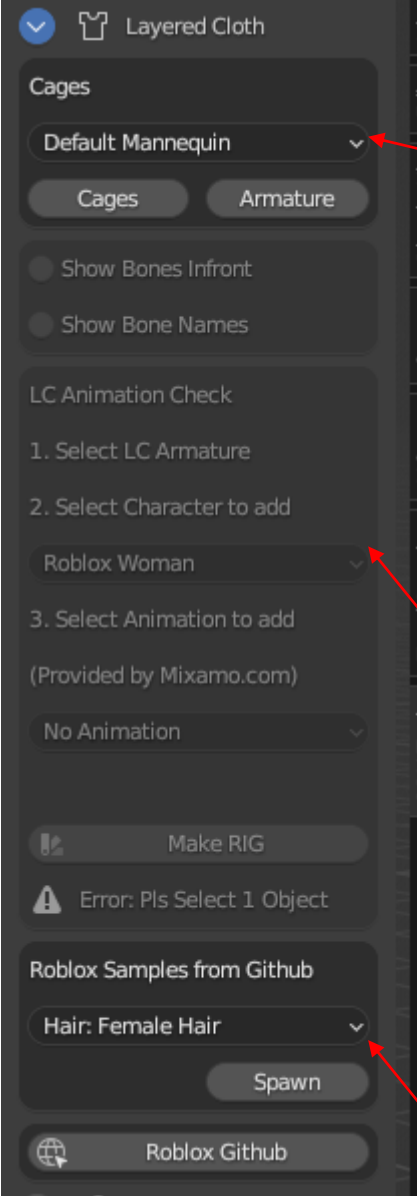 Layered Cloth
Cages
Default Mannequin
Cages Armature
Show Bones Infront
Show Bone Names
LC Animation Check
1. Select LC Armature
2. Select Character to add
Roblox Woman
3. Select Animation to add
(Provided by Mixamo.com)
No Animation
Make RIG
Error: Pls Select 1 Object
Roblox Samples from Github
Hair: Female Hair
Spawn
Roblox Github